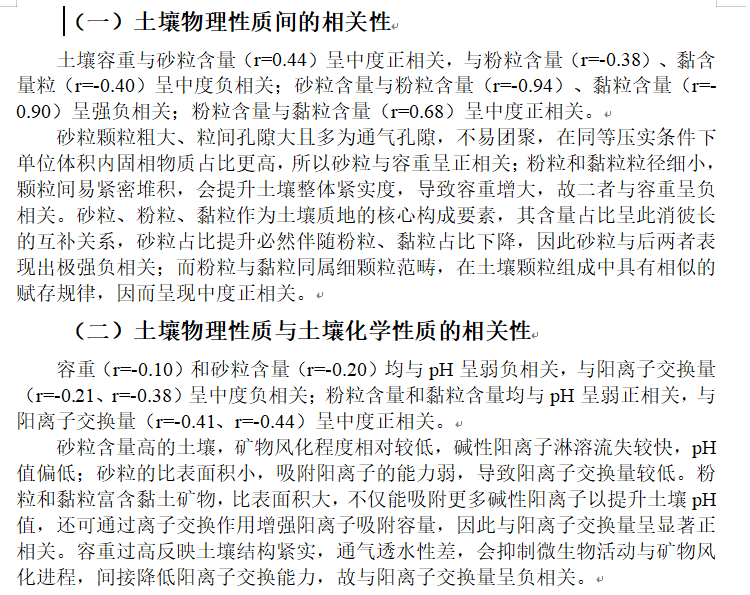 （一）土壤物理性质间的相关性
土壤容重与砂粒含量（r=0.44）呈中度正相关，与粉粒含量（r=-0.38）、黏含
量粒（r=-0.40）呈中度负相关；砂粒含量与粉粒含量（r=-0.94）、黏粒含量（r=-
0.90）呈强负相关；粉粒含量与黏粒含量（r=0.68）呈中度正相关。
砂粒颗粒粗大、粒间孔隙大且多为通气孔隙，不易团聚，在同等压实条件下
单位体积内固相物质占比更高，所以砂粒与容重呈正相关；粉粒和黏粒粒径细小，
颗粒间易紧密堆积，会提升土壤整体紧实度，导致容重增大，故二者与容重呈负
相关。砂粒、粉粒、黏粒作为土壤质地的核心构成要素，其含量占比呈此消彼长
的互补关系，砂粒占比提升必然伴随粉粒、黏粒占比下降，因此砂粒与后两者表
现出极强负相关；而粉粒与黏粒同属细颗粒范畴，在土壤颗粒组成中具有相似的
赋存规律，因而呈现中度正相关。
（二）土壤物理性质与土壤化学性质的相关性
容重（r=-0.10）和砂粒含量（r=-0.20）均与 pH 呈弱负相关，与阳离子交换量
（r=-0.21、r=-0.38）呈中度负相关；粉粒含量和黏粒含量均与 pH 呈弱正相关，与
阳离子交换量（r=-0.41、r=-0.44）呈中度正相关。
砂粒含量高的土壤，矿物风化程度相对较低，碱性阳离子淋溶流失较快，pH
值偏低；砂粒的比表面积小，吸附阳离子的能力弱，导致阳离子交换量较低。粉
粒和黏粒富含黏土矿物，比表面积大，不仅能吸附更多碱性阳离子以提升土壤 pH
值，还可通过离子交换作用增强阳离子吸附容量，因此与阳离子交换量呈显著正
相关。容重过高反映土壤结构紧实，通气透水性差，会抑制微生物活动与矿物风
化进程，间接降低阳离子交换能力，故与阳离子交换量呈负相关。